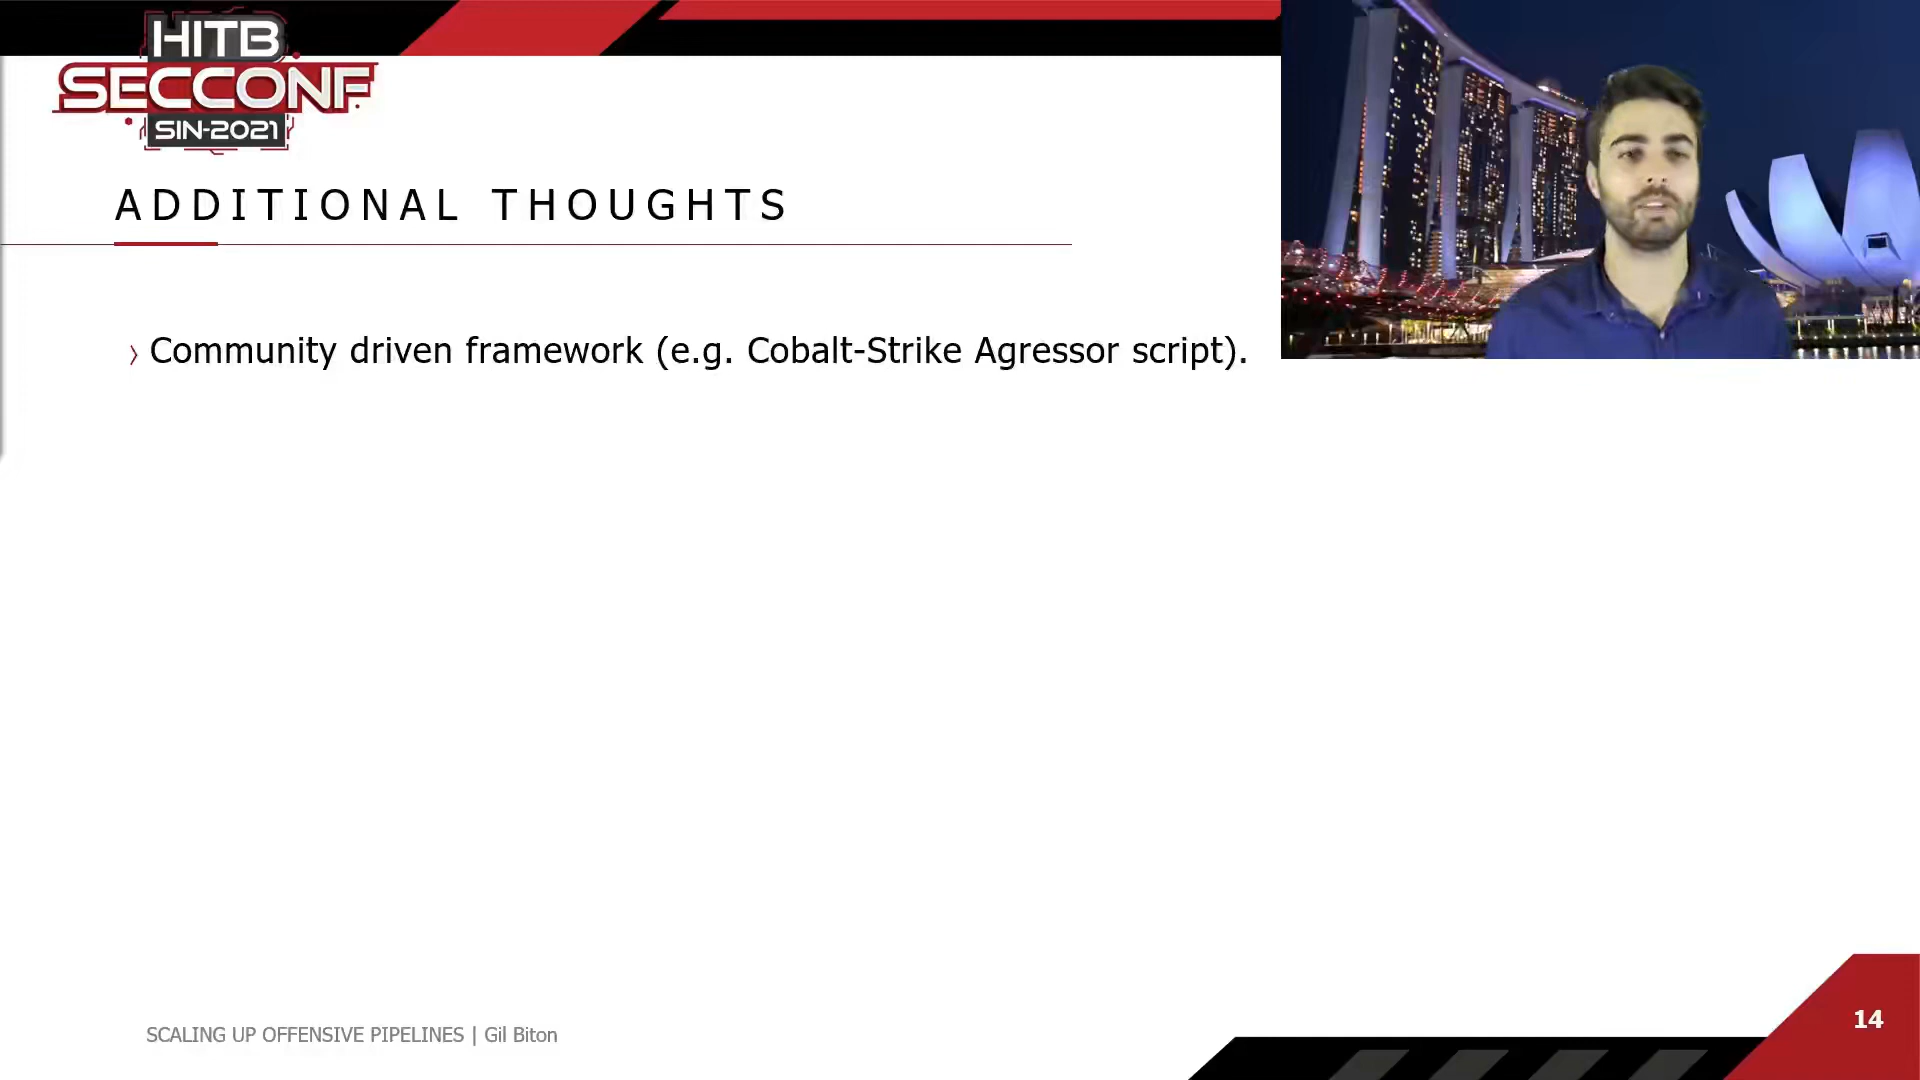 HITB
SECCONF
SIN-2021
ADDITIONAL THOUGHTS
〉Community driven framework (e.g. Cobalt-Strike Agressor script).
SCALING UP OFFENSIVE PIPELINES | Gil Biton
14